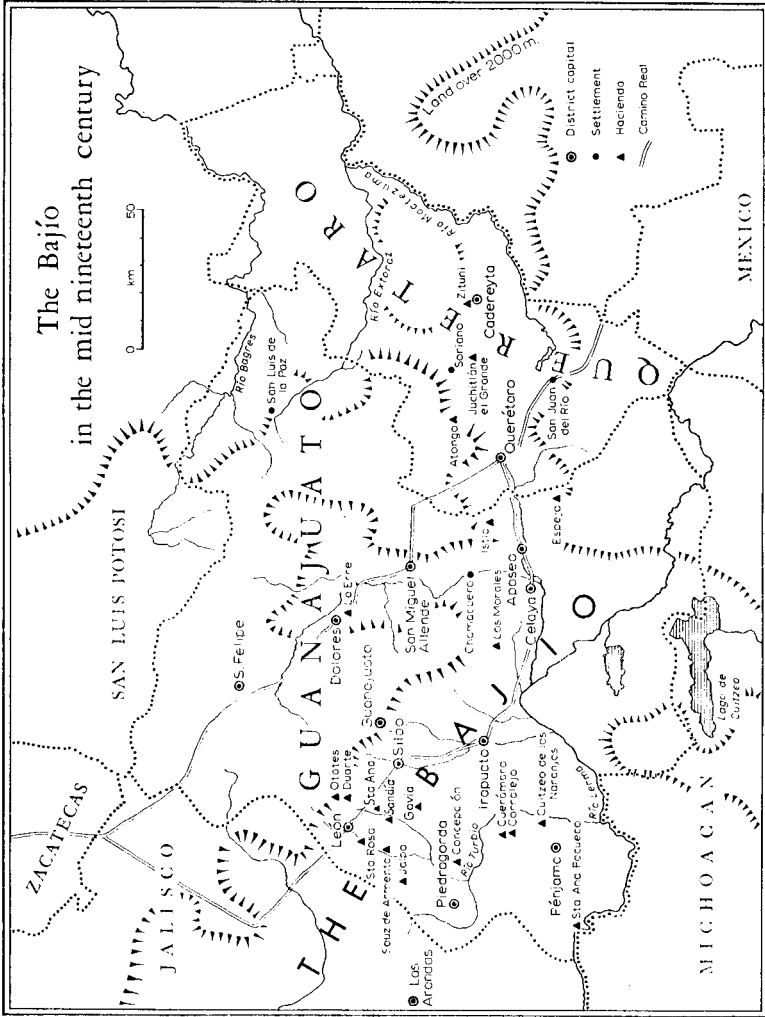 The Bajío
in the mid nineteenth century
0 km 50
Land over 2000 m.
District capital
Settlement
Hacienda
Camino Real
ZACATECAS
SAN LUIS POTOSI
JALISCO
GUANAJUATO
QUERETARO
THE BAJIO
MICHOACAN
MEXICO
Río Bagres
San Luis de
la Paz
Río Extoraz
Río Moctezuma
S. Felipe
Dolores
La Erre
San Miguel
Allende
Chamacuero
Los Morales
Istla
Apaseo
Celaya
Espejo
Atongo
Soriano
Juchitlán
el Grande
Zituni
Cadereyta
Querétaro
San Juan
del Río
Guanajuato
Silao
León
Otates
Duarte
Sta Ana
Sandía
Gavia
Sta Rosa
Sauz de Armenta
Jalpa
Irapuato
Piedragorda
Concepción
Río Turbio
Cuerámaro
Corralejo
Cuitzeo de los
Naranjos
Pénjamo
Sta Ana Pacueco
Río Lerma
Los
Arandas
Lago de
Cuitzeo